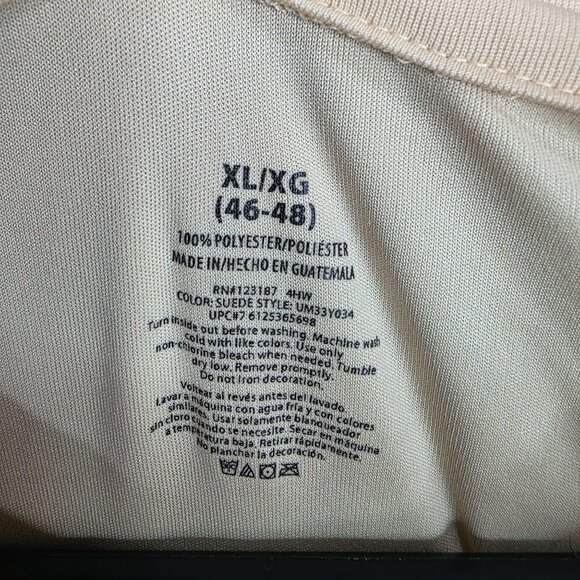 XL/XG
(46-48)
100% POLYESTER/POLIÉSTER
MADE IN/HECHO EN GUATEMALA
RN#123187 4HW
COLOR: SUEDE STYLE: UM33Y034
UPC#7 6125365698
Turn inside out before washing. Machine wash
cold with like colors. Use only
non-chlorine bleach when needed. Tumble
dry low. Remove promptly.
Do not iron decoration.
Voltear al revés antes del lavado.
Lavar a máquina con agua fría y con colores
similares. Usar solamente blanqueador
sin cloro cuando se necesite. Secar en máquina
a temperatura baja. Retirar rápidamente.
No planchar la decoración.